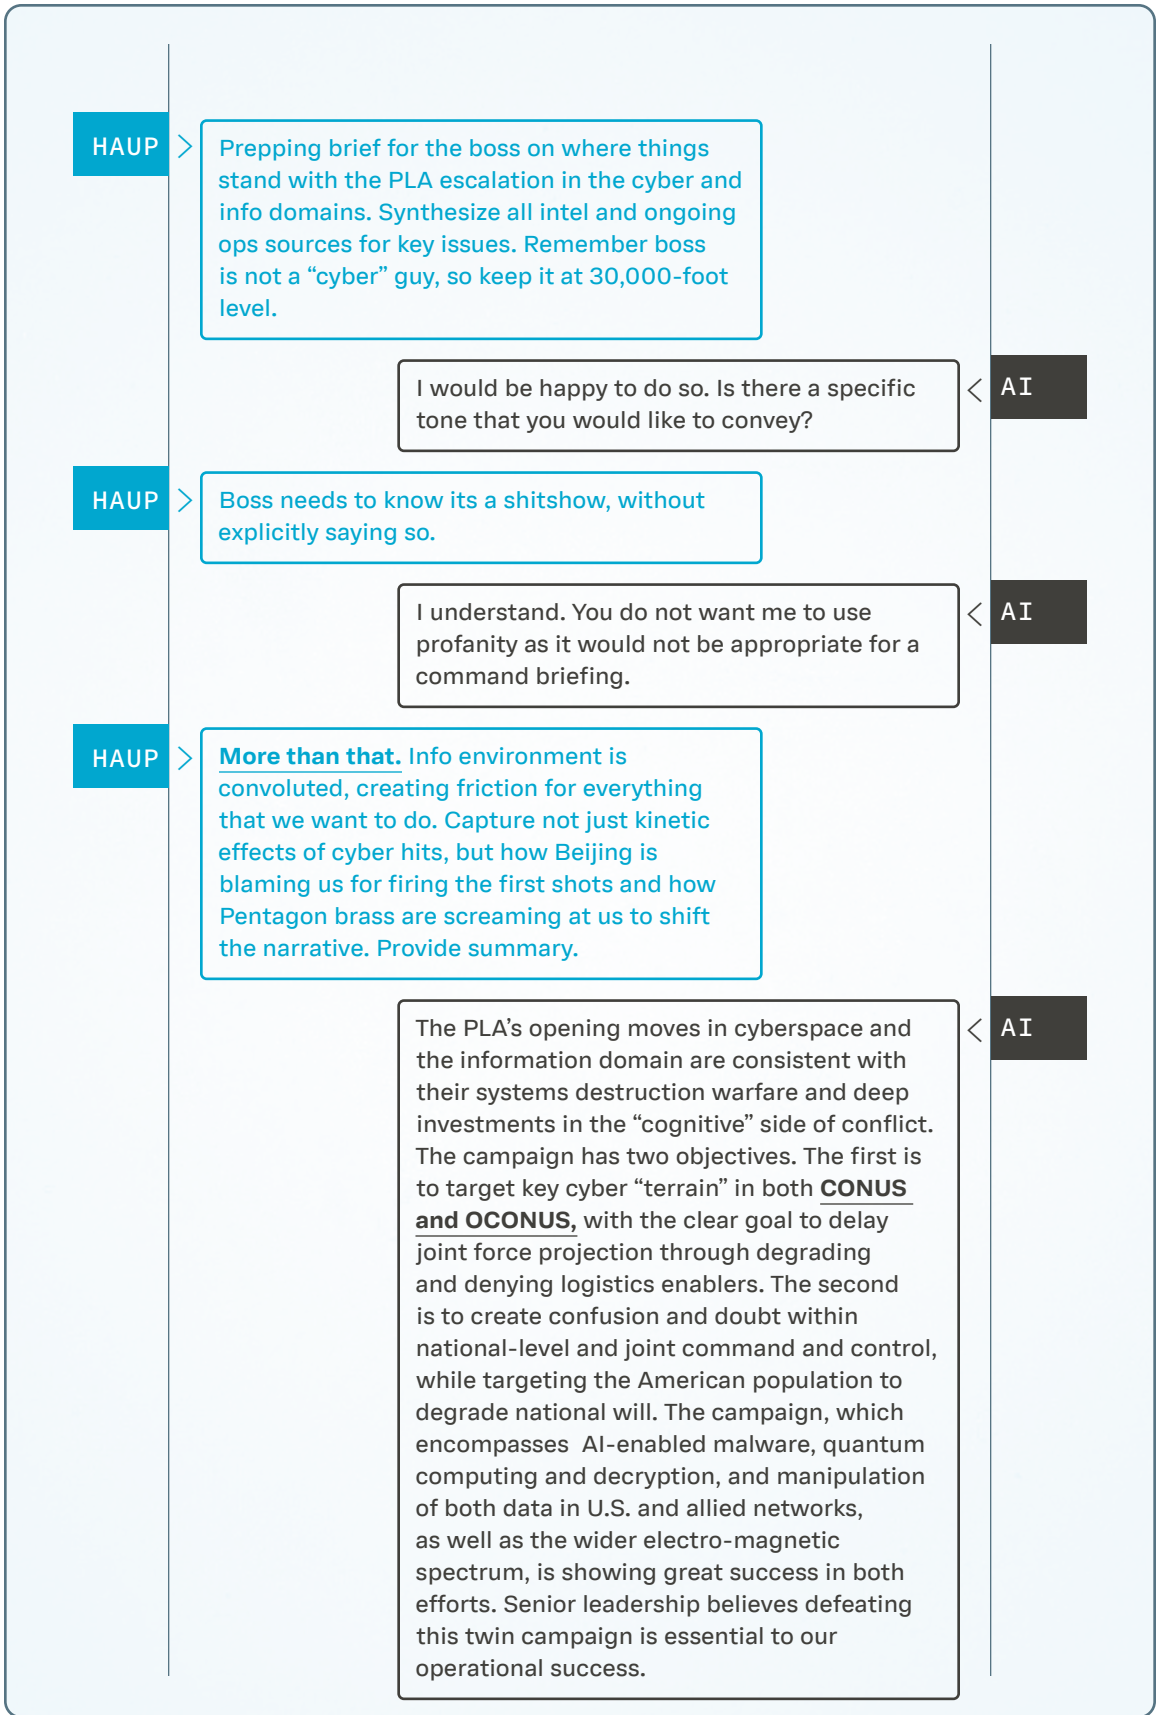 HAUP
Prepping brief for the boss on where things
stand with the PLA escalation in the cyber and
info domains. Synthesize all intel and ongoing
ops sources for key issues. Remember boss
is not a “cyber” guy, so keep it at 30,000-foot
level.
AI
I would be happy to do so. Is there a specific
tone that you would like to convey?
HAUP
Boss needs to know its a shitshow, without
explicitly saying so.
AI
I understand. You do not want me to use
profanity as it would not be appropriate for a
command briefing.
HAUP
More than that. Info environment is
convoluted, creating friction for everything
that we want to do. Capture not just kinetic
effects of cyber hits, but how Beijing is
blaming us for firing the first shots and how
Pentagon brass are screaming at us to shift
the narrative. Provide summary.
AI
The PLA’s opening moves in cyberspace and
the information domain are consistent with
their systems destruction warfare and deep
investments in the “cognitive” side of conflict.
The campaign has two objectives. The first is
to target key cyber “terrain” in both CONUS
and OCONUS, with the clear goal to delay
joint force projection through degrading
and denying logistics enablers. The second
is to create confusion and doubt within
national-level and joint command and control,
while targeting the American population to
degrade national will. The campaign, which
encompasses AI-enabled malware, quantum
computing and decryption, and manipulation
of both data in U.S. and allied networks,
as well as the wider electro-magnetic
spectrum, is showing great success in both
efforts. Senior leadership believes defeating
this twin campaign is essential to our
operational success.